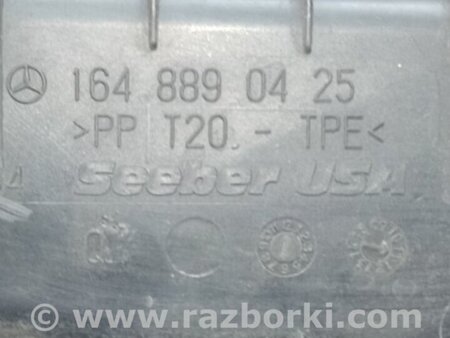 164 889 04 25
>PP T20. - TPE<
Seeber USA
www.razborki.com